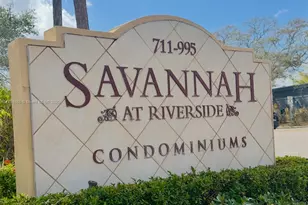 711-995
SAVANNAH
AT RIVERSIDE
CONDOMINIUMS